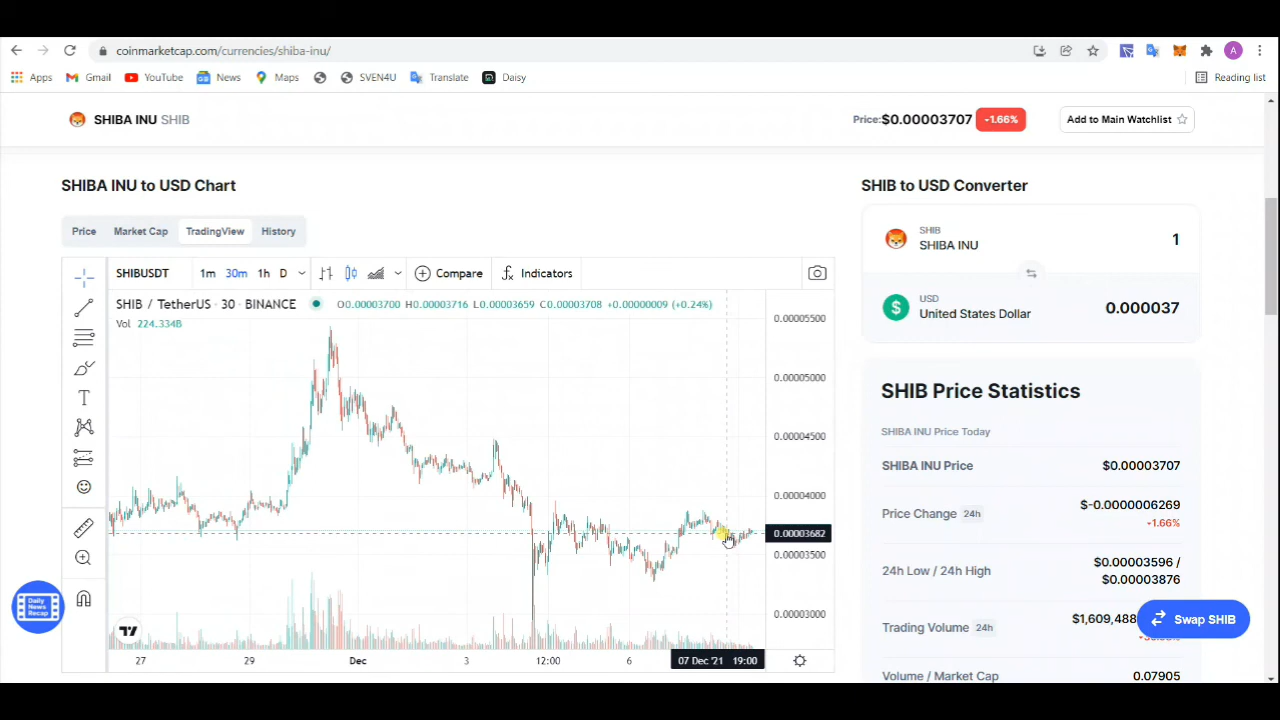 coinmarketcap.com/currencies/shiba-inu/
A
Apps Gmail YouTube News Maps SVEN4U Translate Daisy Reading list
SHIBA INU SHIB Price:$0.00003707 -1.66% Add to Main Watchlist
SHIBA INU to USD Chart
Price Market Cap TradingView History
SHIBUSDT 1m 30m 1h D Compare Indicators
SHIB / TetherUS · 30 · BINANCE O0.00003700 H0.00003716 L0.00003659 C0.00003708 +0.00000009 (+0.24%)
Vol 224.334B
0.00005500
0.00005000
0.00004500
0.00004000
0.00003682
0.00003500
0.00003000
27 29 Dec 3 12:00 6 07 Dec '21 19:00
Daily
News
Recap
SHIB to USD Converter
SHIB
SHIBA INU 1
USD
United States Dollar 0.000037
SHIB Price Statistics
SHIBA INU Price Today
SHIBA INU Price $0.00003707
Price Change 24h $-0.0000006269
-1.66%
24h Low / 24h High $0.00003596 /
$0.00003876
Trading Volume 24h $1,609,488
Swap SHIB
Volume / Market Cap 0.07905